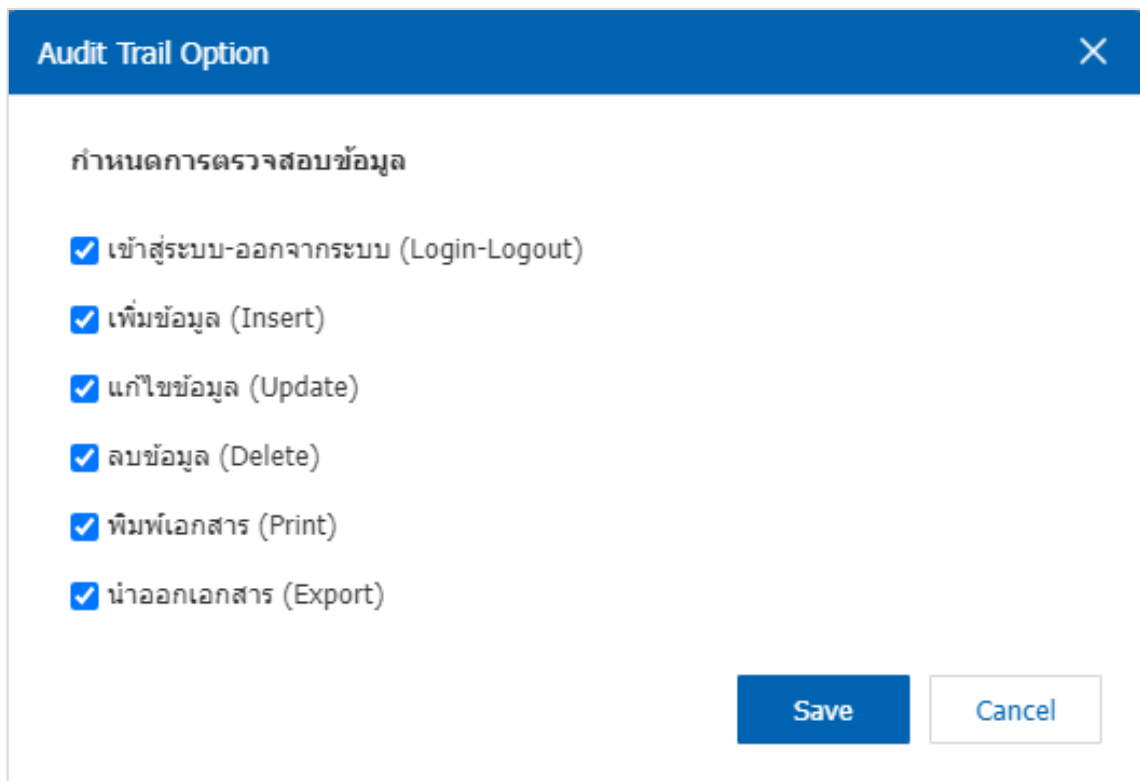 Audit Trail Option
กำหนดการตรวจสอบข้อมูล
เข้าสู่ระบบ-ออกจากระบบ (Login-Logout)
เพิ่มข้อมูล (Insert)
แก้ไขข้อมูล (Update)
ลบข้อมูล (Delete)
พิมพ์เอกสาร (Print)
นำออกเอกสาร (Export)
Save Cancel